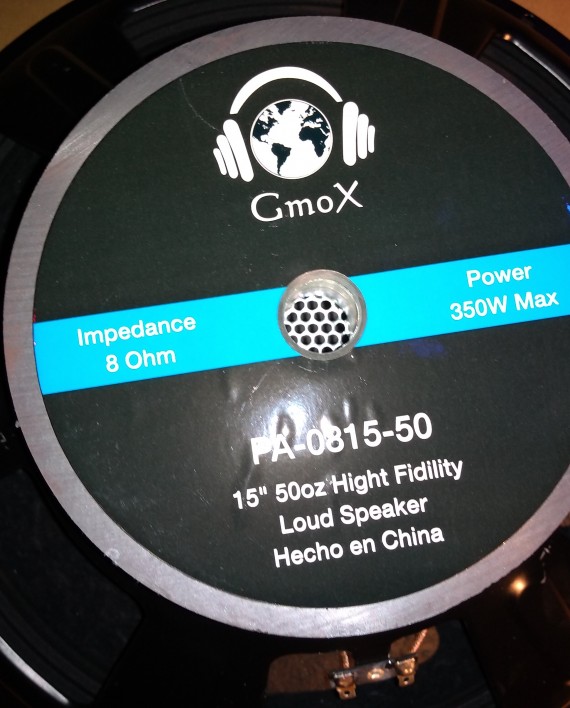 GmoX
Impedance
8 Ohm
Power
350W Max
PA-0815-50
15" 50oz Hight Fidility
Loud Speaker
Hecho en China